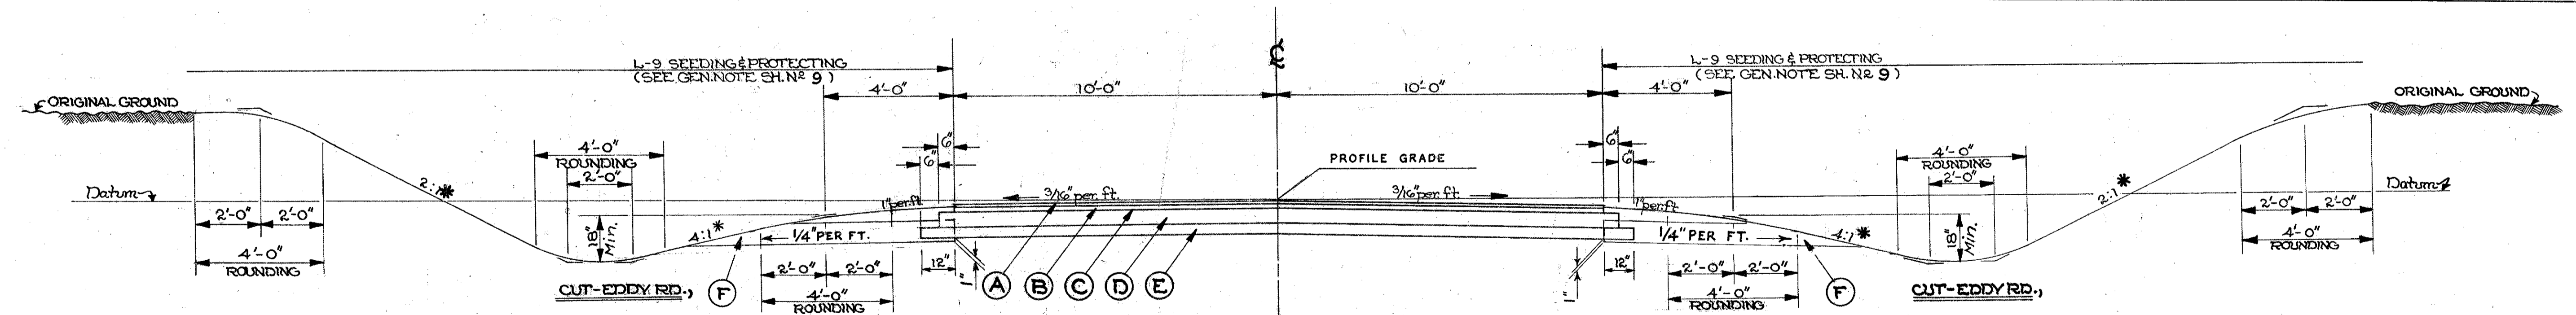 L-9 SEEDING & PROTECTING
(SEE GEN. NOTE SH. Nº 9)
℄
L-9 SEEDING & PROTECTING
(SEE GEN. NOTE SH. Nº 9)
ORIGINAL GROUND
4'-0"
10'-0"
10'-0"
4'-0"
ORIGINAL GROUND
4'-0"
ROUNDING
2'-0"
6"
6"
PROFILE GRADE
6"
6"
4'-0"
ROUNDING
2'-0"
Datum
2:1*
1" per ft
3/16" per ft.
3/16" per ft.
1" per ft
2:1*
Datum
2'-0"
2'-0"
18"
Min.
4:1*
1/4" PER FT.
1/4" PER FT.
4:1*
18"
Min.
2'-0"
2'-0"
4'-0"
ROUNDING
2'-0"
2'-0"
12"
1"
12"
1"
2'-0"
2'-0"
4'-0"
ROUNDING
CUT-EDDY RD.,
F
4'-0"
ROUNDING
A
B
C
D
E
4'-0"
ROUNDING
F
CUT-EDDY RD.,